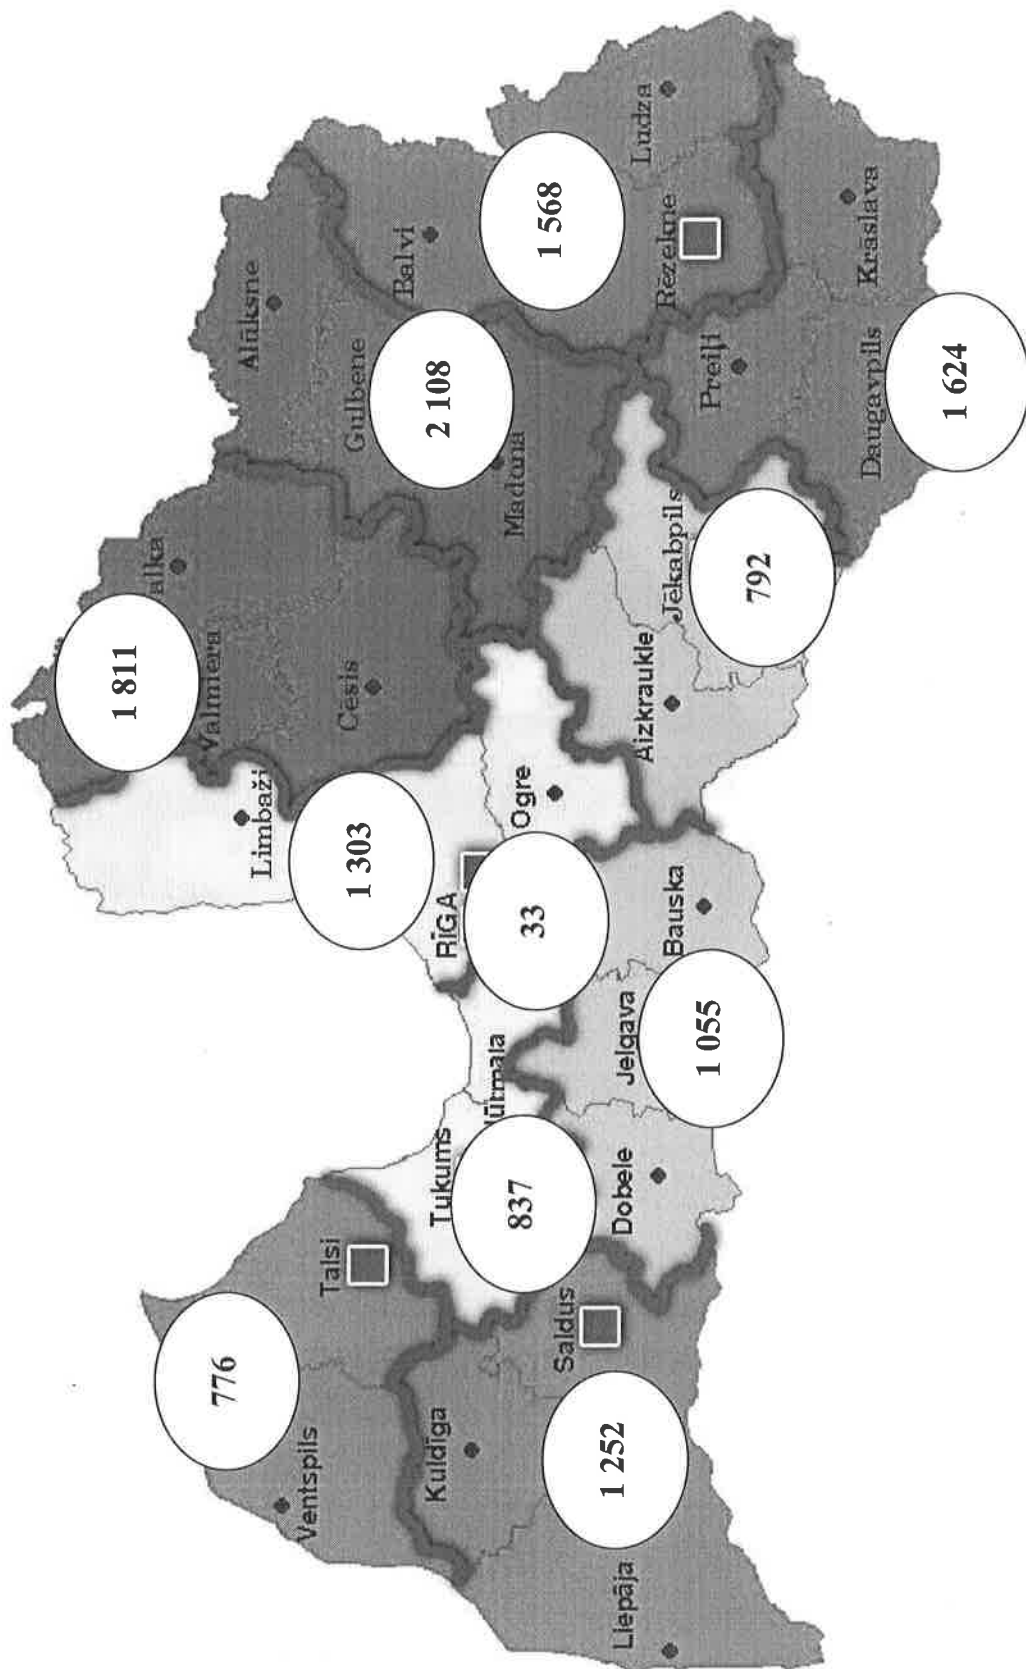 Ventspils
776
Talsi
Kuldīga
Liepāja
1 252
Saldus
Tukums
837
Dobele
Jelgava
1 055
Bauska
RĪGA
33
Ogre
Limbaži
1 303
1 811
Valmiera
Cēsis
Aizkraukle
Jēkabpils
792
Madona
Gulbene
2 108
Alūksne
Balvi
1 568
Ludza
Rēzekne
Preiļi
Daugavpils
1 624
Krāslava